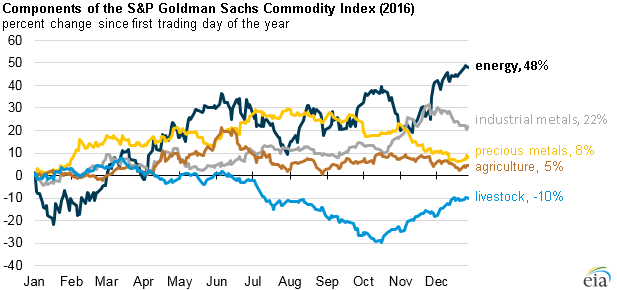 Components of the S&P Goldman Sachs Commodity Index (2016)
percent change since first trading day of the year
60
50
40
30
20
10
0
-10
-20
-30
-40
energy, 48%
industrial metals, 22%
precious metals, 8%
agriculture, 5%
livestock, -10%
Jan Feb Mar Apr May Jun Jul Aug Sep Oct Nov Dec
eia